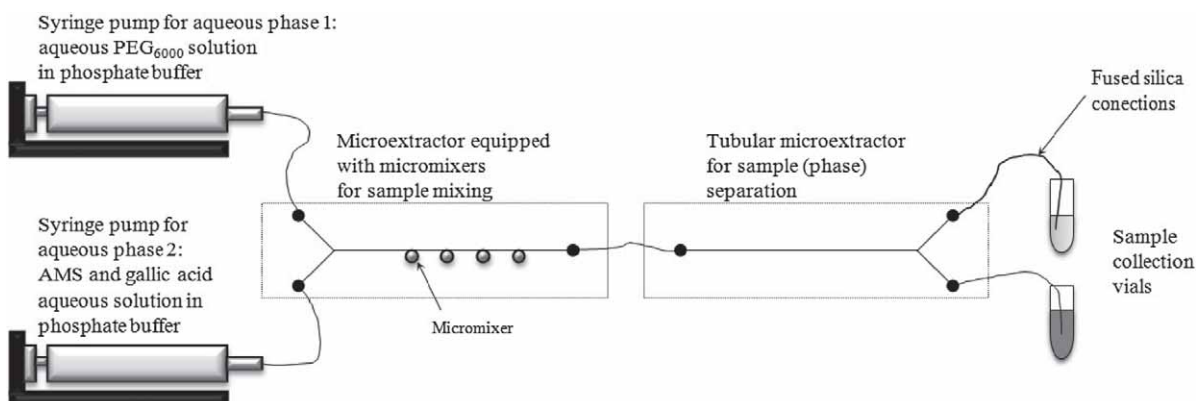 Syringe pump for aqueous phase 1:
aqueous PEG6000 solution
in phosphate buffer
Fused silica
conections
Microextractor equipped
with micromixers
for sample mixing
Tubular microextractor
for sample (phase)
separation
Syringe pump for
aqueous phase 2:
AMS and gallic acid
aqueous solution in
phosphate buffer
Sample
collection
vials
Micromixer